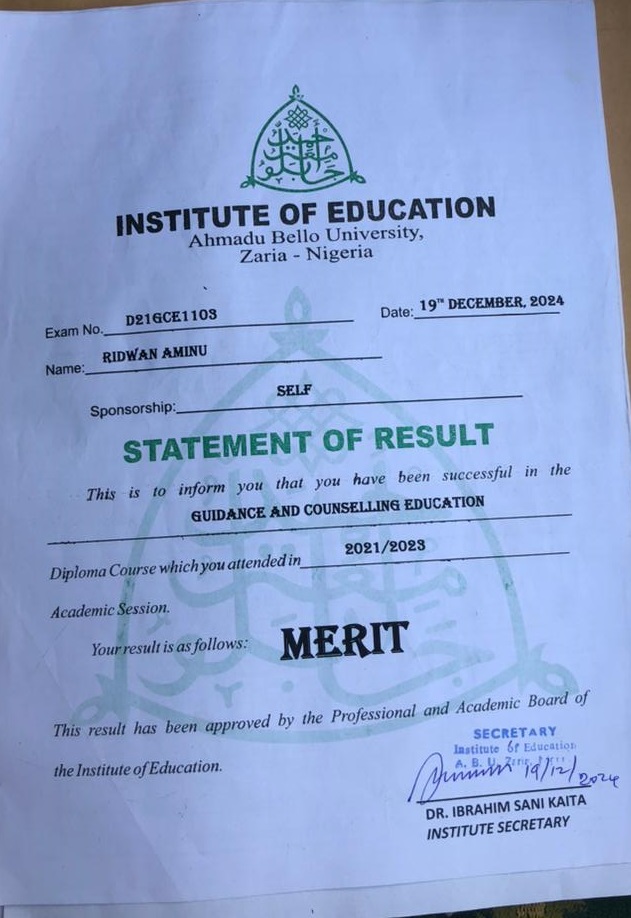 INSTITUTE OF EDUCATION
Ahmadu Bello University,
Zaria - Nigeria
Exam No. D21GCE1103 Date: 19TH DECEMBER, 2024
Name: RIDWAN AMINU
Sponsorship: SELF
STATEMENT OF RESULT
This is to inform you that you have been successful in the
GUIDANCE AND COUNSELLING EDUCATION
Diploma Course which you attended in 2021/2023
Academic Session.
Your result is as follows: MERIT
This result has been approved by the Professional and Academic Board of
the Institute of Education.
SECRETARY
Institute of Education
A. B. U. Zaria
19/12/2024
DR. IBRAHIM SANI KAITA
INSTITUTE SECRETARY